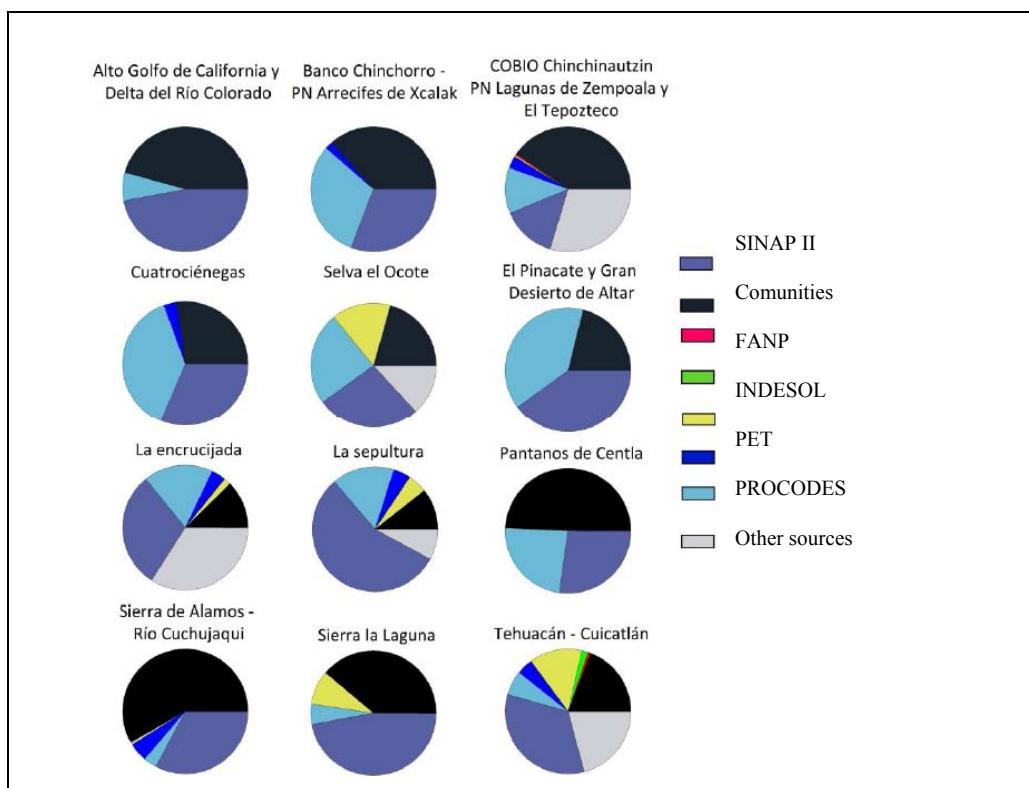 Alto Golfo de California y
Delta del Río Colorado
Banco Chinchorro -
PN Arrecifes de Xcalak
COBIO Chinchinautzin
PN Lagunas de Zempoala y
El Tepozteco
Cuatrociénegas
Selva el Ocote
El Pinacate y Gran
Desierto de Altar
La encrucijada
La sepultura
Pantanos de Centla
Sierra de Alamos -
Río Cuchujaqui
Sierra la Laguna
Tehuacán - Cuicatlán
SINAP II
Comunities
FANP
INDESOL
PET
PROCODES
Other sources